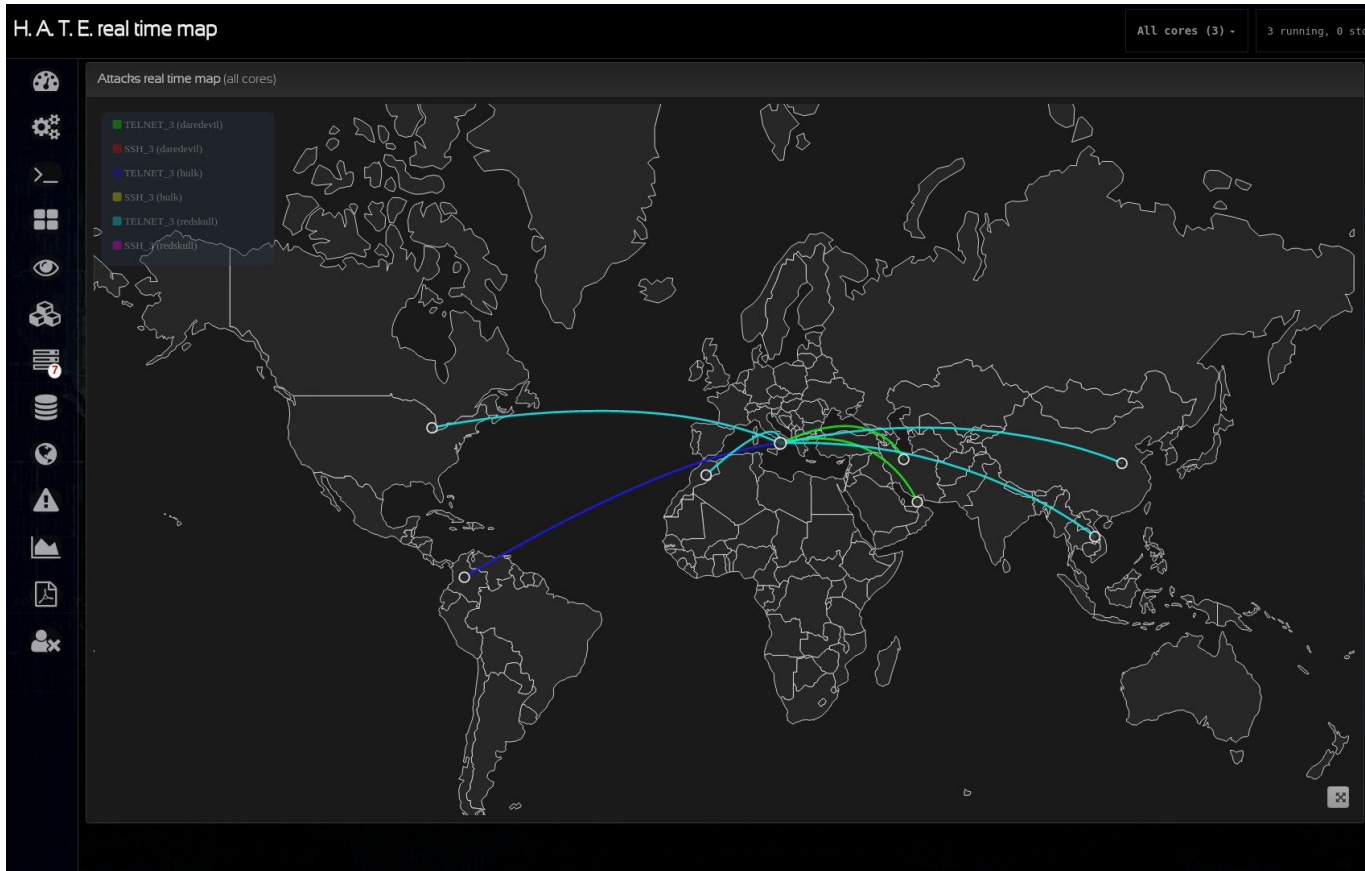 H. A. T. E. real time map
All cores (3)
3 running, 0 sto
Attacks real time map (all cores)
TELNET_3 (daredevil)
SSH_3 (daredevil)
TELNET_3 (hulk)
SSH_3 (hulk)
TELNET_3 (redskull)
SSH_3 (redskull)
7